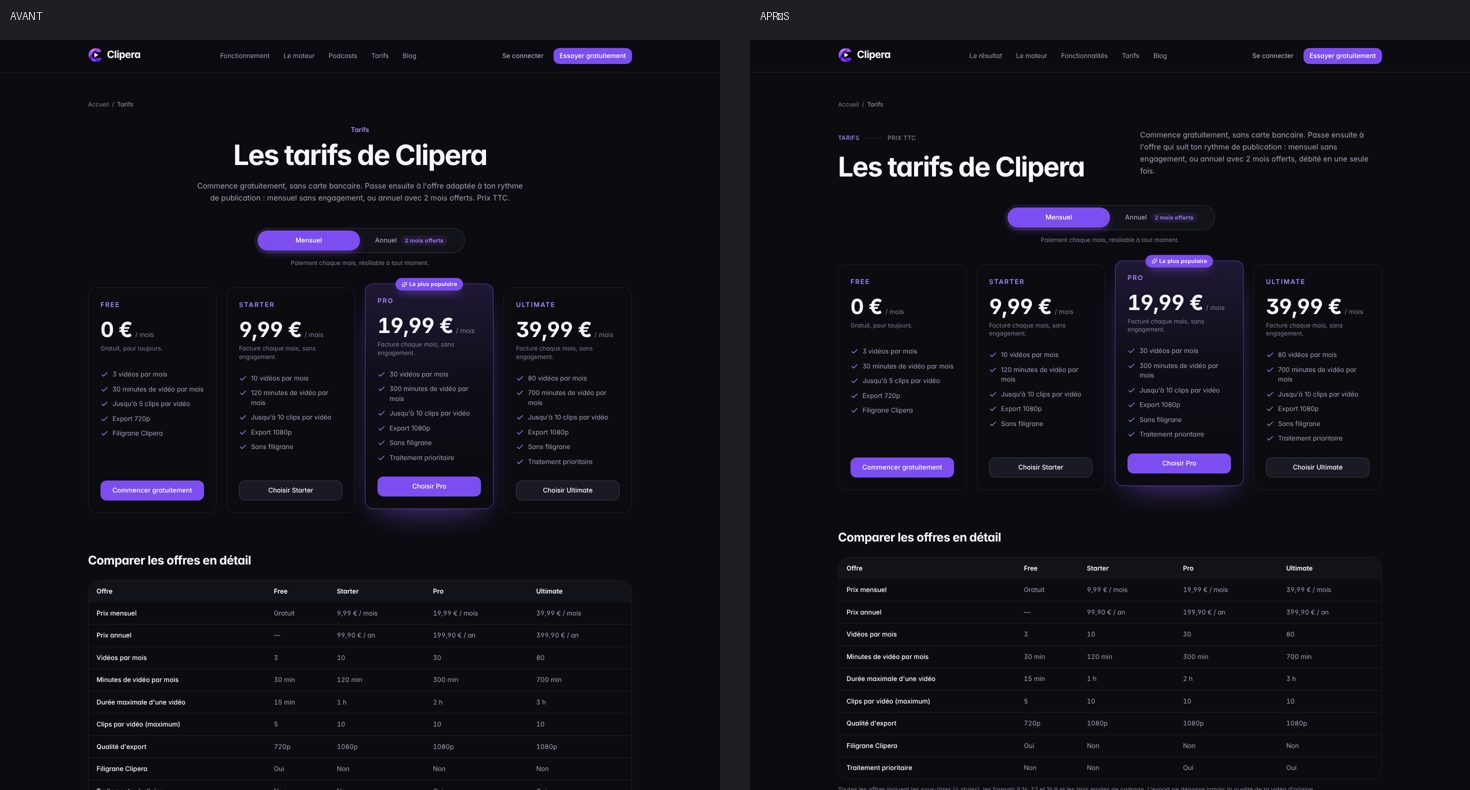 AVANT
Clipera
Fonctionnement Le moteur Podcasts Tarifs Blog
Se connecter Essayer gratuitement
Accueil / Tarifs
Tarifs
Les tarifs de Clipera
Commence gratuitement, sans carte bancaire. Passe ensuite à l'offre adaptée à ton rythme
de publication : mensuel sans engagement, ou annuel avec 2 mois offerts. Prix TTC.
Mensuel Annuel 2 mois offerts
Paiement chaque mois, résiliable à tout moment.
FREE
0 € / mois
Gratuit, pour toujours.
3 vidéos par mois
30 minutes de vidéo par mois
Jusqu'à 5 clips par vidéo
Export 720p
Filigrane Clipera
Commencer gratuitement
STARTER
9,99 € / mois
Facturé chaque mois, sans
engagement.
10 vidéos par mois
120 minutes de vidéo par
mois
Jusqu'à 10 clips par vidéo
Export 1080p
Sans filigrane
Choisir Starter
Le plus populaire
PRO
19,99 € / mois
Facturé chaque mois, sans
engagement.
30 vidéos par mois
300 minutes de vidéo par
mois
Jusqu'à 10 clips par vidéo
Export 1080p
Sans filigrane
Traitement prioritaire
Choisir Pro
ULTIMATE
39,99 € / mois
Facturé chaque mois, sans
engagement.
80 vidéos par mois
700 minutes de vidéo par
mois
Jusqu'à 10 clips par vidéo
Export 1080p
Sans filigrane
Traitement prioritaire
Choisir Ultimate
Comparer les offres en détail
Offre Free Starter Pro Ultimate
Prix mensuel Gratuit 9,99 € / mois 19,99 € / mois 39,99 € / mois
Prix annuel — 99,90 € / an 199,90 € / an 399,90 € / an
Vidéos par mois 3 10 30 80
Minutes de vidéo par mois 30 min 120 min 300 min 700 min
Durée maximale d'une vidéo 15 min 1 h 2 h 3 h
Clips par vidéo (maximum) 5 10 10 10
Qualité d'export 720p 1080p 1080p 1080p
Filigrane Clipera Oui Non Non Non
APR□S
Clipera
Le résultat Le moteur Fonctionnalités Tarifs Blog
Se connecter Essayer gratuitement
Accueil / Tarifs
TARIFS PRIX TTC
Les tarifs de Clipera
Commence gratuitement, sans carte bancaire. Passe ensuite à
l'offre qui suit ton rythme de publication : mensuel sans
engagement, ou annuel avec 2 mois offerts, débité en une seule
fois.
Mensuel Annuel 2 mois offerts
Paiement chaque mois, résiliable à tout moment.
FREE
0 € / mois
Gratuit, pour toujours.
3 vidéos par mois
30 minutes de vidéo par mois
Jusqu'à 5 clips par vidéo
Export 720p
Filigrane Clipera
Commencer gratuitement
STARTER
9,99 € / mois
Facturé chaque mois, sans
engagement.
10 vidéos par mois
120 minutes de vidéo par
mois
Jusqu'à 10 clips par vidéo
Export 1080p
Sans filigrane
Choisir Starter
Le plus populaire
PRO
19,99 € / mois
Facturé chaque mois, sans
engagement.
30 vidéos par mois
300 minutes de vidéo par
mois
Jusqu'à 10 clips par vidéo
Export 1080p
Sans filigrane
Traitement prioritaire
Choisir Pro
ULTIMATE
39,99 € / mois
Facturé chaque mois, sans
engagement.
80 vidéos par mois
700 minutes de vidéo par
mois
Jusqu'à 10 clips par vidéo
Export 1080p
Sans filigrane
Traitement prioritaire
Choisir Ultimate
Comparer les offres en détail
Offre Free Starter Pro Ultimate
Prix mensuel Gratuit 9,99 € / mois 19,99 € / mois 39,99 € / mois
Prix annuel — 99,90 € / an 199,90 € / an 399,90 € / an
Vidéos par mois 3 10 30 80
Minutes de vidéo par mois 30 min 120 min 300 min 700 min
Durée maximale d'une vidéo 15 min 1 h 2 h 3 h
Clips par vidéo (maximum) 5 10 10 10
Qualité d'export 720p 1080p 1080p 1080p
Filigrane Clipera Oui Non Non Non
Traitement prioritaire Non Non Oui Oui